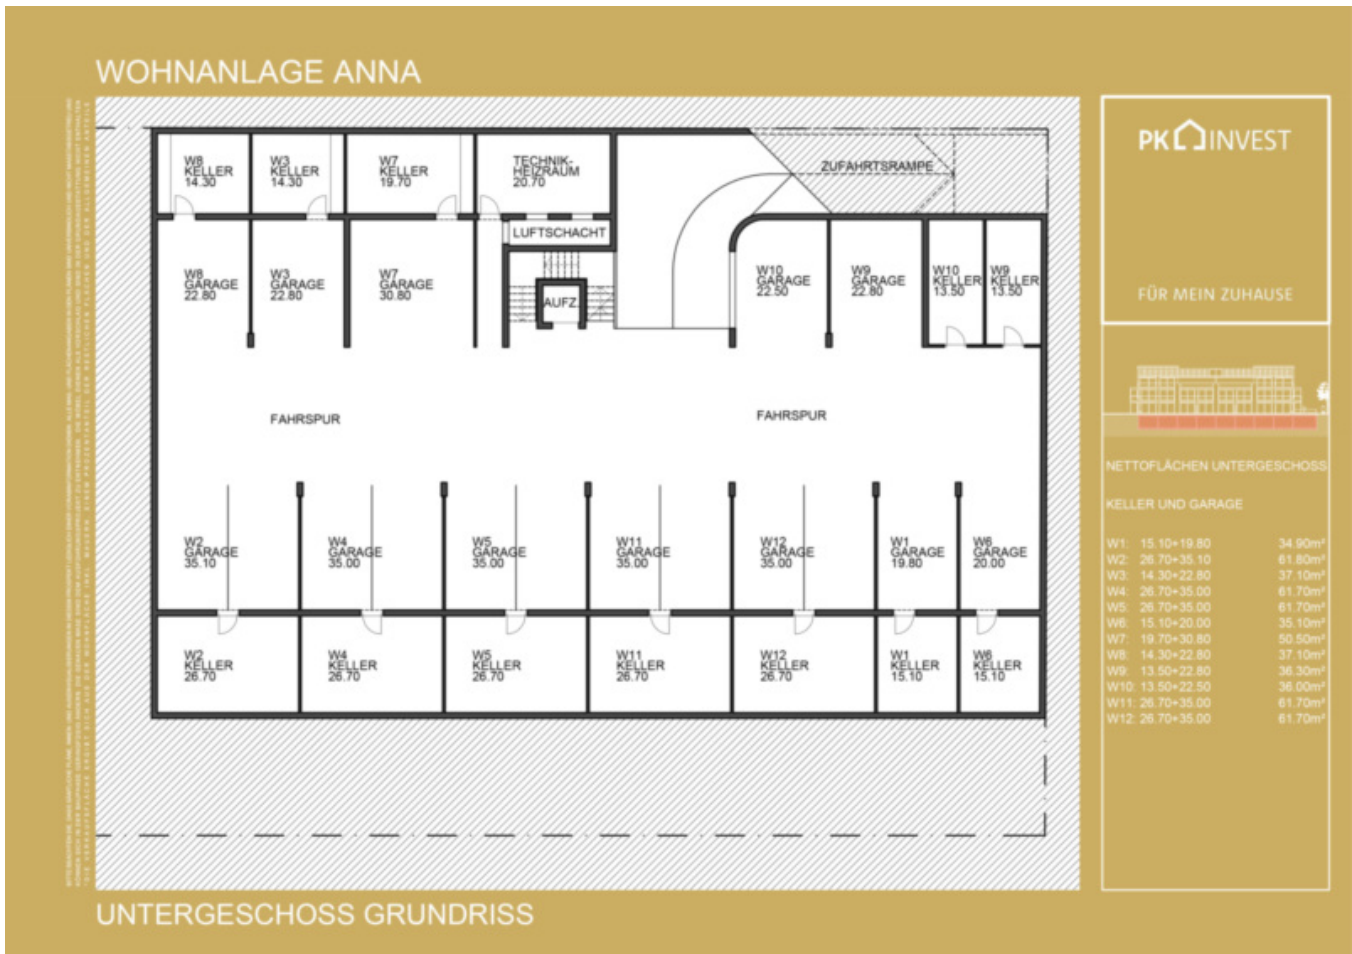 WOHNANLAGE ANNA
W8
KELLER
14.30
W3
KELLER
14.30
W7
KELLER
19.70
TECHNIK-
HEIZRAUM
20.70
LUFTSCHACHT
ZUFAHRTSRAMPE
W8
GARAGE
22.80
W3
GARAGE
22.80
W7
GARAGE
30.80
AUFZ.
W10
GARAGE
22.50
W9
GARAGE
22.80
W10
KELLER
13.50
W9
KELLER
13.50
FAHRSPUR
FAHRSPUR
W2
GARAGE
35.10
W4
GARAGE
35.00
W5
GARAGE
35.00
W11
GARAGE
35.00
W12
GARAGE
35.00
W1
GARAGE
19.80
W6
GARAGE
20.00
W2
KELLER
26.70
W4
KELLER
26.70
W5
KELLER
26.70
W11
KELLER
26.70
W12
KELLER
26.70
W1
KELLER
15.10
W6
KELLER
15.10
UNTERGESCHOSS GRUNDRISS
PK INVEST
FÜR MEIN ZUHAUSE
NETTOFLÄCHEN UNTERGESCHOSS
KELLER UND GARAGE
W1: 15.10+19.80 34.90m²
W2: 26.70+35.10 61.80m²
W3: 14.30+22.80 37.10m²
W4: 26.70+35.00 61.70m²
W5: 26.70+35.00 61.70m²
W6: 15.10+20.00 35.10m²
W7: 19.70+30.80 50.50m²
W8: 14.30+22.80 37.10m²
W9: 13.50+22.80 36.30m²
W10: 13.50+22.50 36.00m²
W11: 26.70+35.00 61.70m²
W12: 26.70+35.00 61.70m²